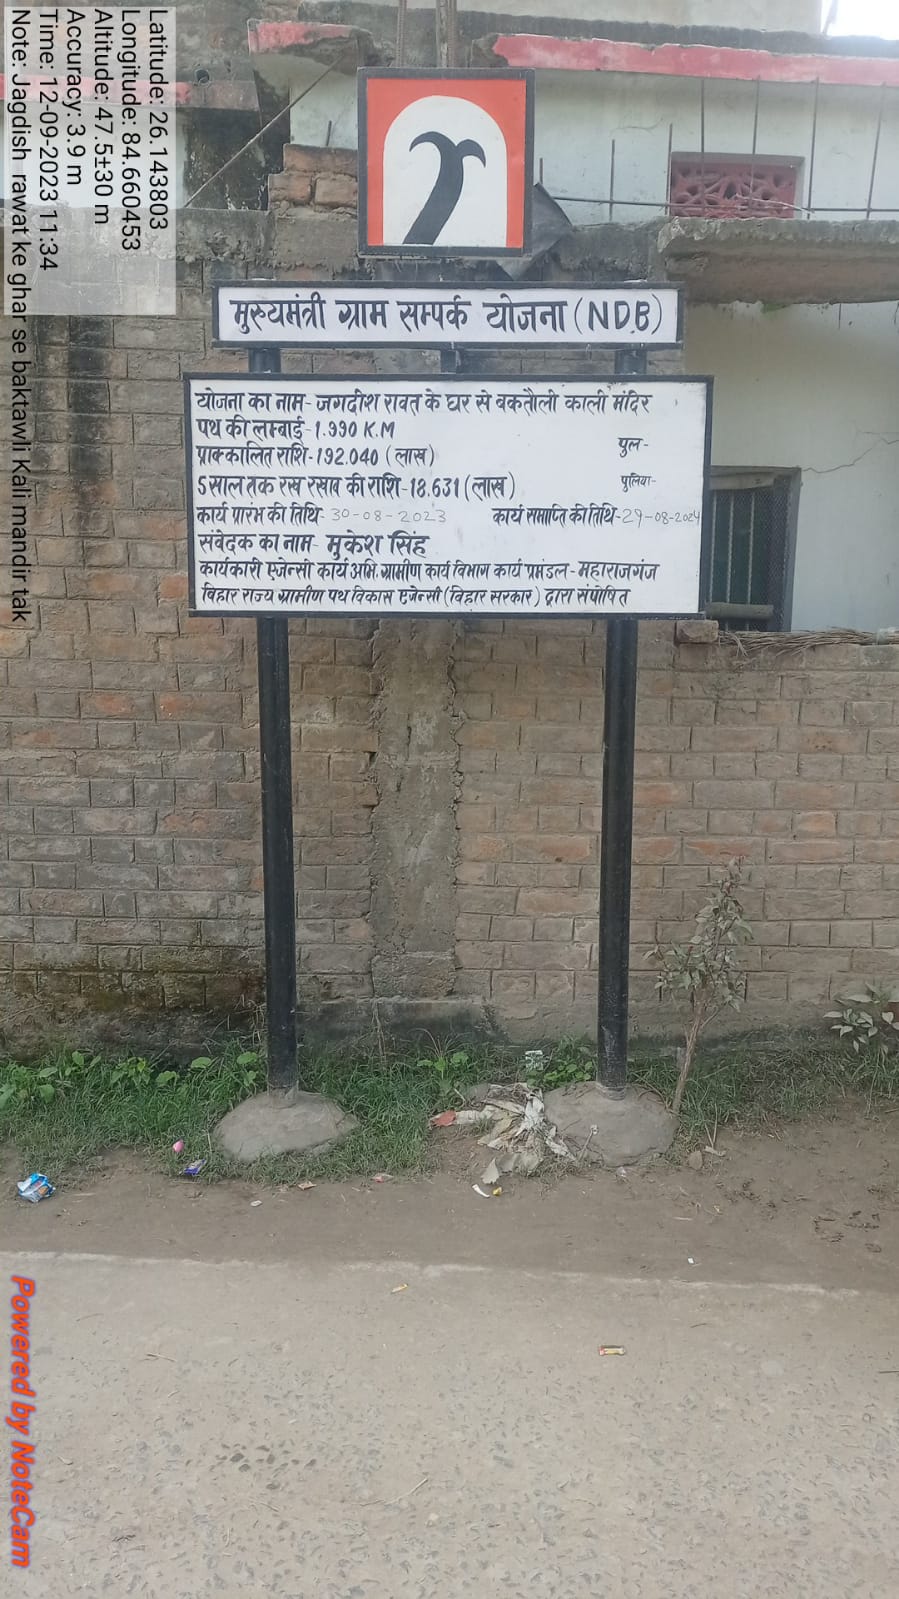 Latitude: 26.143803
Longitude: 84.660453
Altitude: 47.5±30 m
Accuracy: 3.9 m
Time: 12-09-2023 11:34
Note: Jagdish rawat ke ghar se baktawli Kali mandir tak
मुख्यमंत्री ग्राम सम्पर्क योजना (NDB)
योजना का नाम- जगदीश रावत के घर से बकतौली काली मंदिर
पथ की लम्बाई-1.990 K.M
पुल-
प्राक्कालित राशि-192.040 (लाख)
पुलिया-
5 साल तक रख रखाव की राशि-18.631 (लाख)
कार्य प्रारंभ की तिथि- 30-08-2023 कार्य समाप्ति की तिथि-29-08-2024
संवेदक का नाम- मुकेश सिंह
कार्यकारी एजेन्सी कार्य अभि. ग्रामीण कार्य विभाग कार्य प्रमंडल-महाराजगंज
बिहार राज्य ग्रामीण पथ विकास एजेन्सी (बिहार सरकार) द्वारा संपोषित
Powered by NoteCam